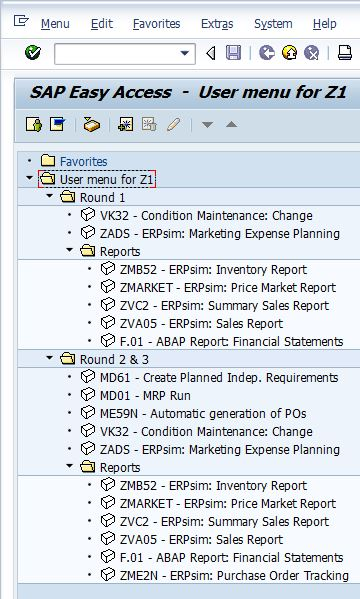 Menu Edit Favorites Extras System Help
SAP Easy Access - User menu for Z1
Favorites
User menu for Z1
Round 1
VK32 - Condition Maintenance: Change
ZADS - ERPsim: Marketing Expense Planning
Reports
ZMB52 - ERPsim: Inventory Report
ZMARKET - ERPsim: Price Market Report
ZVC2 - ERPsim: Summary Sales Report
ZVA05 - ERPsim: Sales Report
F.01 - ABAP Report: Financial Statements
Round 2 & 3
MD61 - Create Planned Indep. Requirements
MD01 - MRP Run
ME59N - Automatic generation of POs
VK32 - Condition Maintenance: Change
ZADS - ERPsim: Marketing Expense Planning
Reports
ZMB52 - ERPsim: Inventory Report
ZMARKET - ERPsim: Price Market Report
ZVC2 - ERPsim: Summary Sales Report
ZVA05 - ERPsim: Sales Report
F.01 - ABAP Report: Financial Statements
ZME2N - ERPsim: Purchase Order Tracking